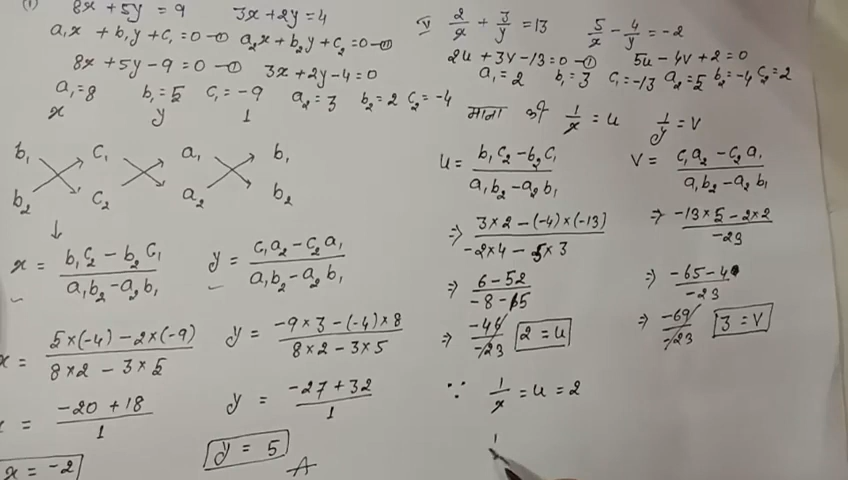 (1) 8x + 5y = 9 3x + 2y = 4
a₁x + b₁y + c₁ = 0 —① a₂x + b₂y + c₂ = 0 —①
8x + 5y - 9 = 0 —① 3x + 2y - 4 = 0
a₁ = 8 b₁ = 5 c₁ = -9 a₂ = 3 b₂ = 2 c₂ = -4
x y 1
b₁ c₁ a₁ b₁
b₂ c₂ a₂ b₂
↓
x = (b₁c₂ - b₂c₁)/(a₁b₂ - a₂b₁) y = (c₁a₂ - c₂a₁)/(a₁b₂ - a₂b₁)
x = (5×(-4) - 2×(-9))/(8×2 - 3×5) y = (-9×3 - (-4)×8)/(8×2 - 3×5)
x = (-20 + 18)/1 y = (-27 + 32)/1
x = -2 y = 5
A
V 2/x + 3/y = 13 5/x - 4/y = -2
2u + 3v - 13 = 0 —① 5u - 4v + 2 = 0
a₁ = 2 b₁ = 3 c₁ = -13 a₂ = 5 b₂ = -4 c₂ = 2
माना की 1/x = u 1/y = v
u = (b₁c₂ - b₂c₁)/(a₁b₂ - a₂b₁) v = (c₁a₂ - c₂a₁)/(a₁b₂ - a₂b₁)
⇒ (3×2 - (-4)×(-13))/(-2×4 - 5×3) ⇒ (-13×5 - 2×2)/-23
⇒ (6 - 52)/(-8 - 15) ⇒ (-65 - 4)/-23
⇒ -46/-23 2 = u ⇒ -69/-23 3 = v
∵ 1/x = u = 2
1